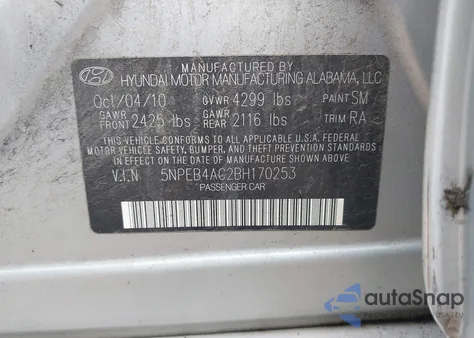 MANUFACTURED BY
HYUNDAI MOTOR MANUFACTURING ALABAMA, LLC
Oct/04/10 GVWR 4299 lbs PAINT SM
GAWR FRONT 2425 lbs GAWR REAR 2116 lbs TRIM RA
THIS VEHICLE CONFORMS TO ALL APPLICABLE U.S.A. FEDERAL
MOTOR VEHICLE SAFETY, BUMPER, AND THEFT PREVENTION STANDARDS
IN EFFECT ON THE DATE OF MANUFACTURE SHOWN ABOVE.
V.I.N 5NPEB4AC2BH170253
PASSENGER CAR
autoSnap